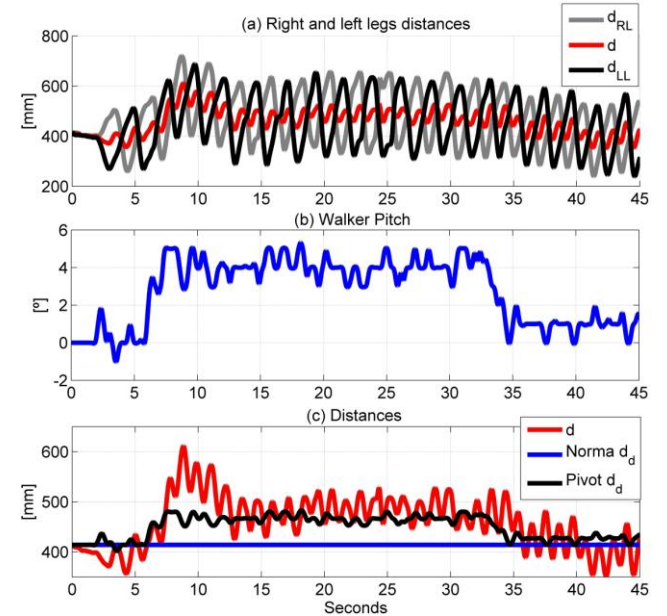 (a) Right and left legs distances
d_RL
d
d_LL
[mm]
800
600
400
200
0 5 10 15 20 25 30 35 40 45
(b) Walker Pitch
[º]
6
4
2
0
-2
0 5 10 15 20 25 30 35 40 45
(c) Distances
d
Norma d_d
Pivot d_d
[mm]
600
500
400
0 5 10 15 20 25 30 35 40 45
Seconds